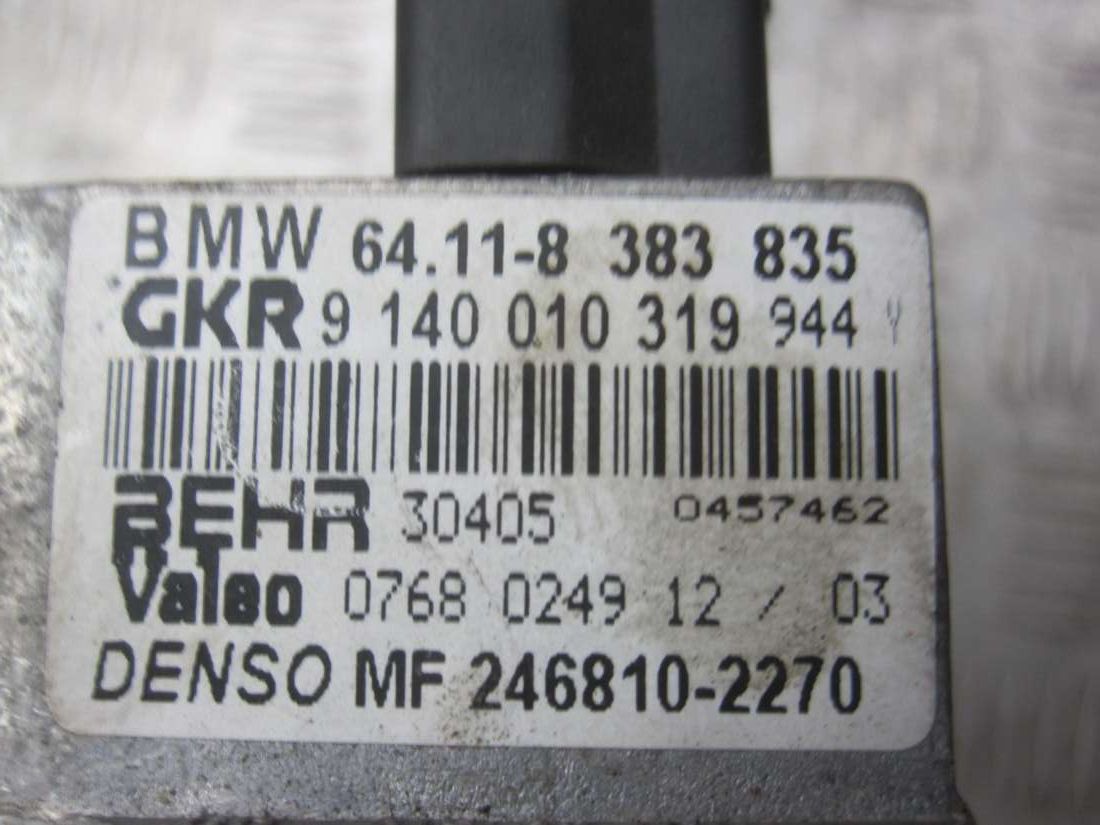 BMW 64.11-8 383 835
GKR 9 140 010 319 944 Y
BEHR 30405 0457462
Valeo 0768 0249 12 / 03
DENSO MF 246810-2270